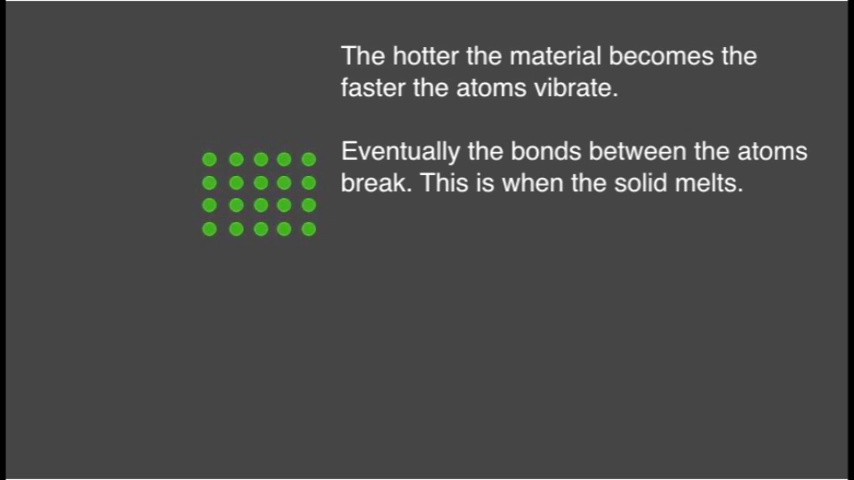 The hotter the material becomes the
faster the atoms vibrate.
Eventually the bonds between the atoms
break. This is when the solid melts.